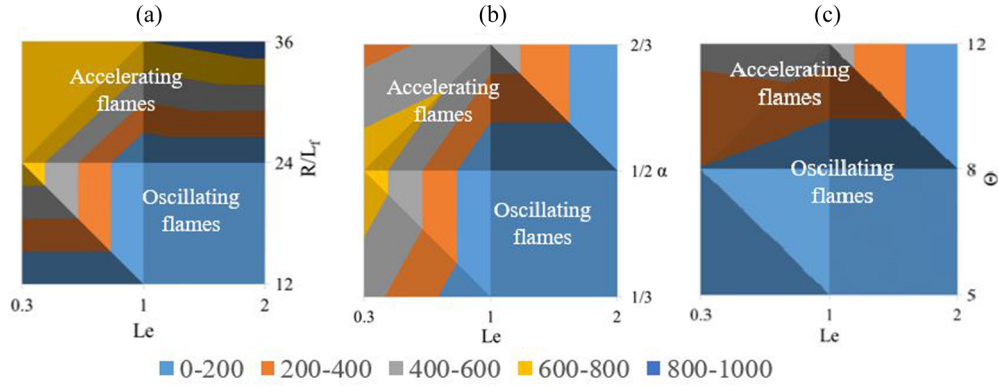 (a)
(b)
(c)
Accelerating
flames
Oscillating
flames
36
24
12
R/Lf
0.3
1
2
Le
Accelerating
flames
Oscillating
flames
2/3
1/2 α
1/3
0.3
1
2
Le
Accelerating
flames
Oscillating
flames
12
8
5
Θ
0.3
1
2
Le
0-200
200-400
400-600
600-800
800-1000